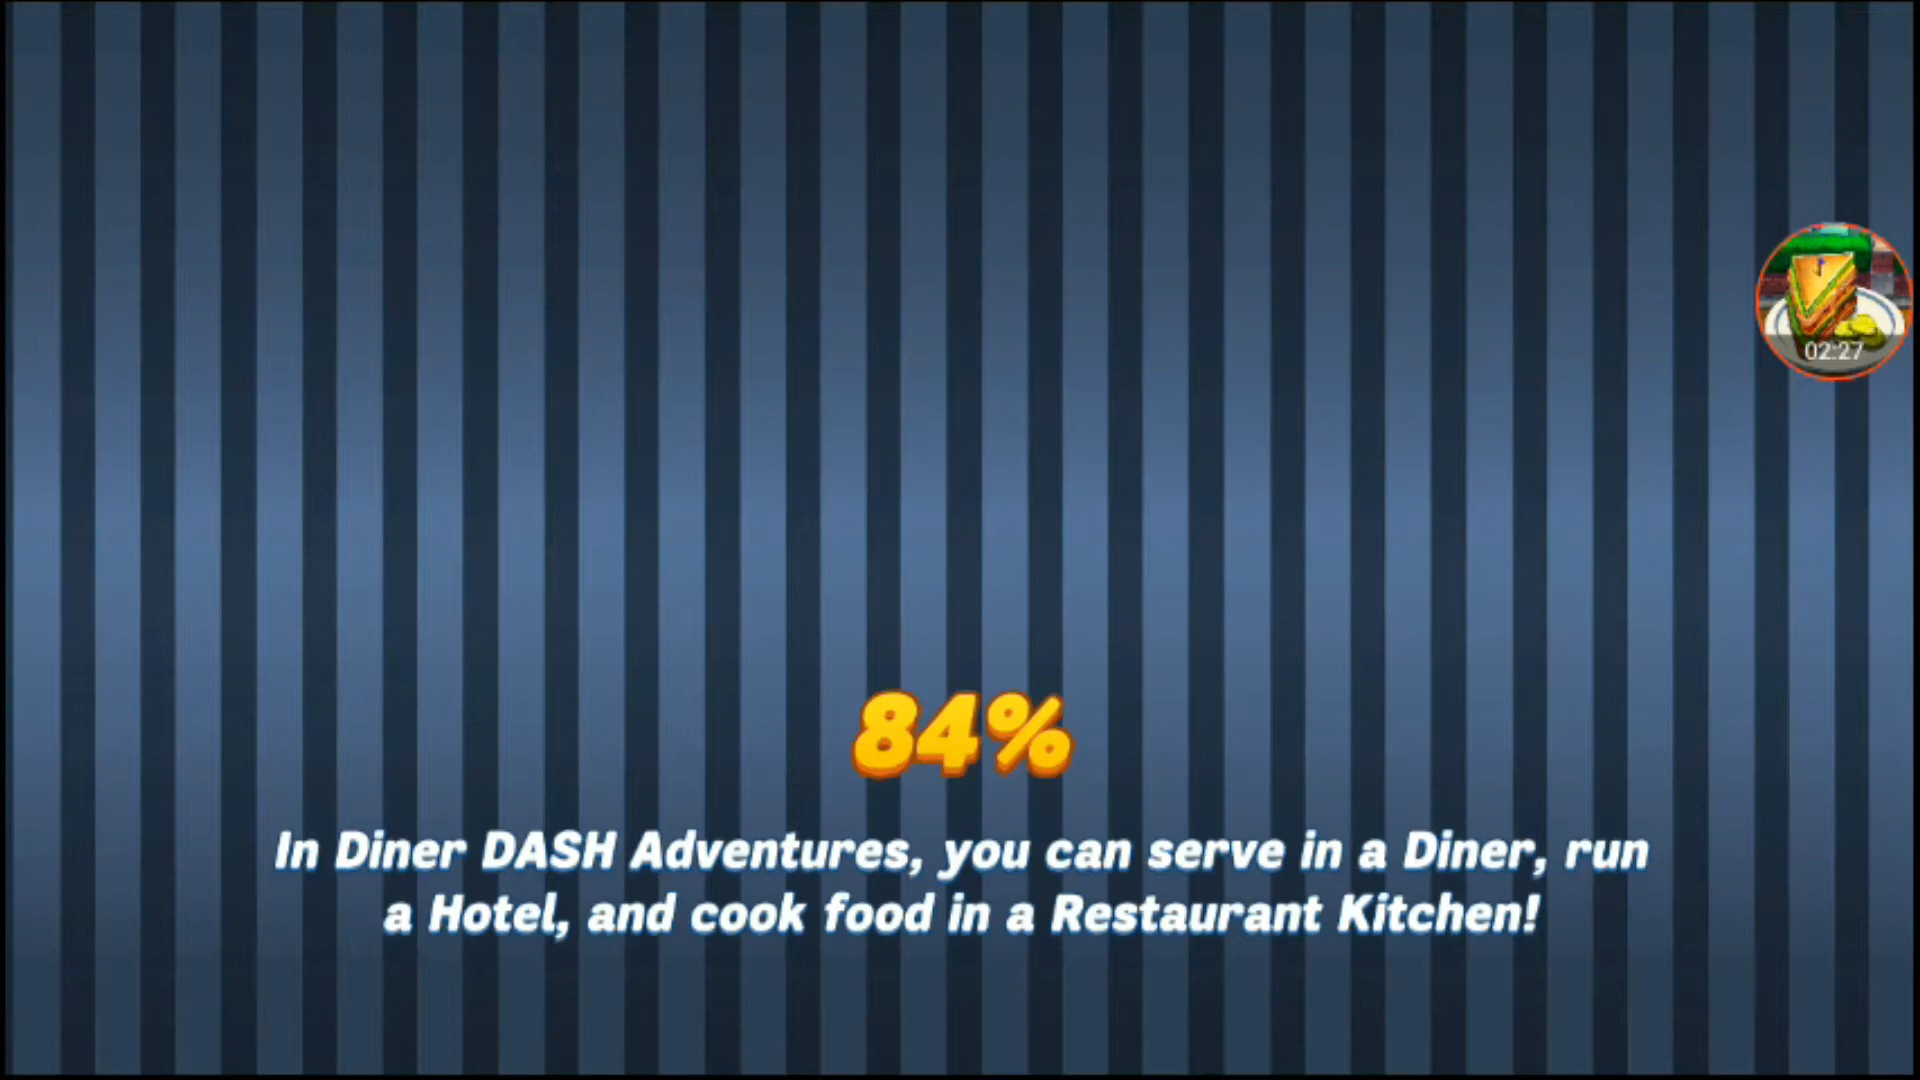 02:27
84%
In Diner DASH Adventures, you can serve in a Diner, run
a Hotel, and cook food in a Restaurant Kitchen!